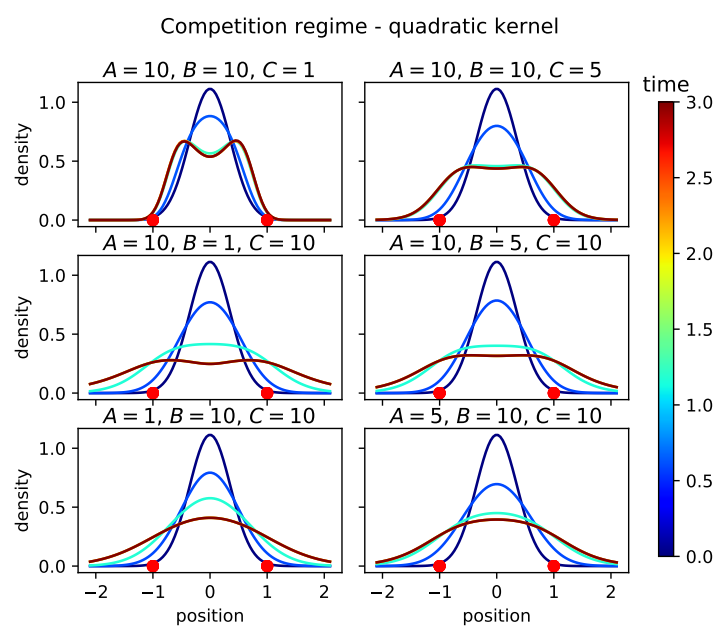 Competition regime - quadratic kernel
A = 10, B = 10, C = 1
A = 10, B = 10, C = 5
time
density
1.0
0.5
0.0
A = 10, B = 1, C = 10
A = 10, B = 5, C = 10
density
1.0
0.5
0.0
A = 1, B = 10, C = 10
A = 5, B = 10, C = 10
density
1.0
0.5
0.0
−2 −1 0 1 2
−2 −1 0 1 2
position
position
3.0
2.5
2.0
1.5
1.0
0.5
0.0